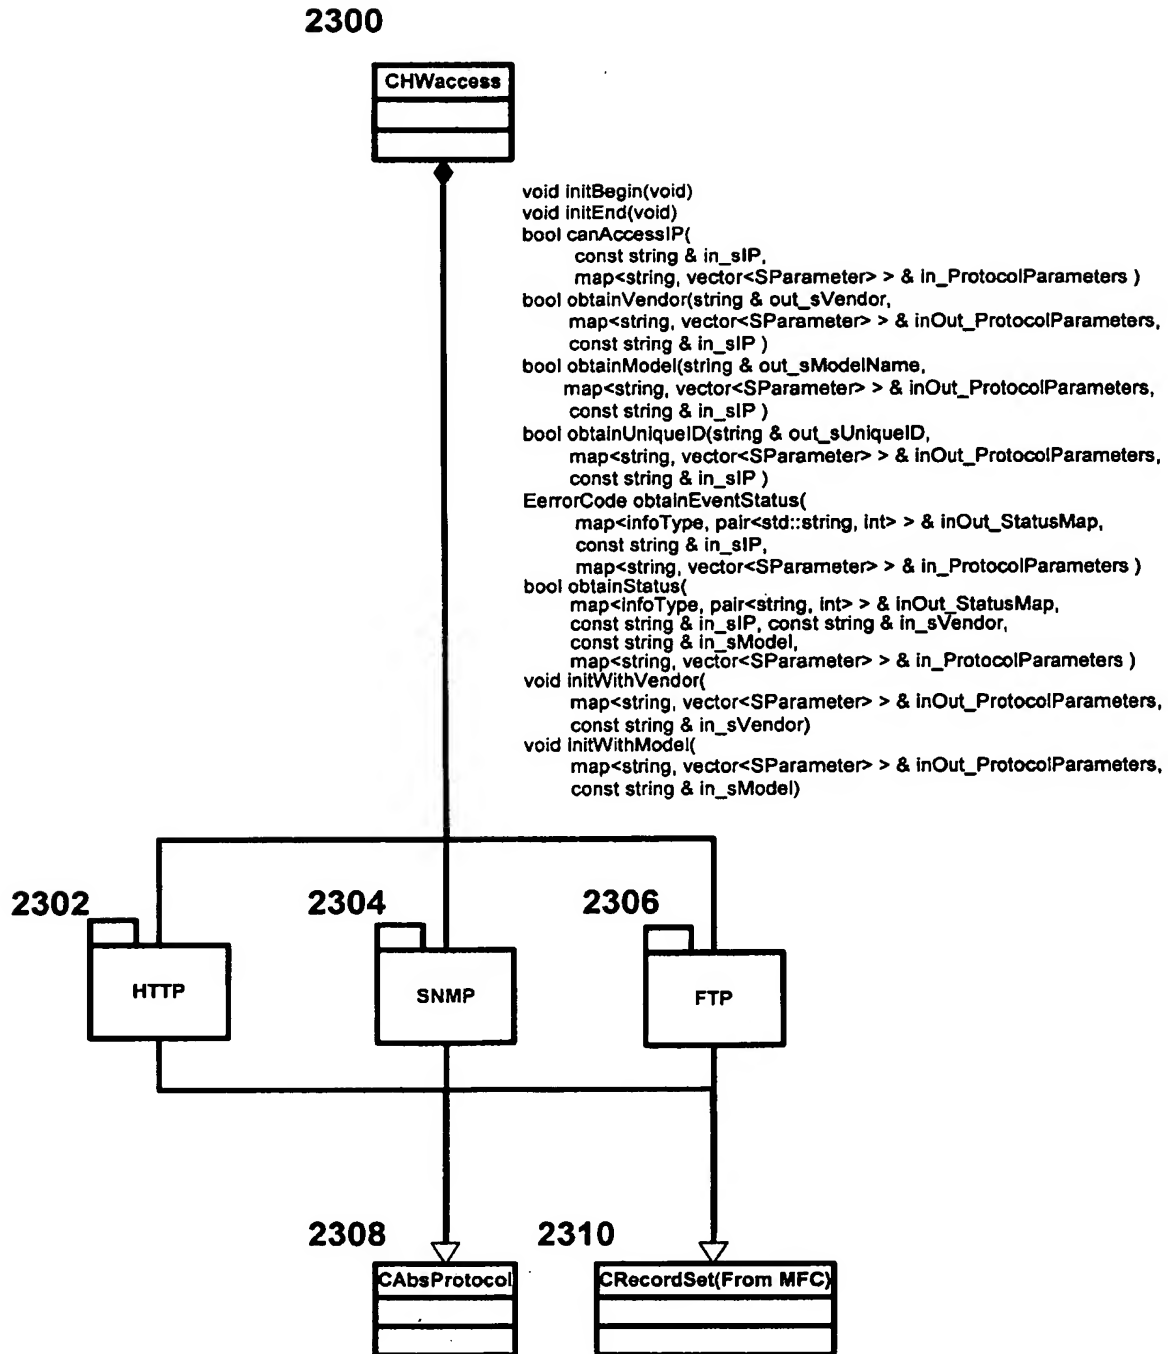 2300
CHWaccess
void initBegin(void)
void initEnd(void)
bool canAccessIP(
const string & in_sIP,
map<string, vector<SParameter> > & in_ProtocolParameters )
bool obtainVendor(string & out_sVendor,
map<string, vector<SParameter> > & inOut_ProtocolParameters,
const string & in_sIP )
bool obtainModel(string & out_sModelName,
map<string, vector<SParameter> > & inOut_ProtocolParameters,
const string & in_sIP )
bool obtainUniqueID(string & out_sUniqueID,
map<string, vector<SParameter> > & inOut_ProtocolParameters,
const string & in_sIP )
EerrorCode obtainEventStatus(
map<infoType, pair<std::string, int> > & inOut_StatusMap,
const string & in_sIP,
map<string, vector<SParameter> > & in_ProtocolParameters )
bool obtainStatus(
map<infoType, pair<string, int> > & inOut_StatusMap,
const string & in_sIP, const string & in_sVendor,
const string & in_sModel,
map<string, vector<SParameter> > & in_ProtocolParameters )
void initWithVendor(
map<string, vector<SParameter> > & inOut_ProtocolParameters,
const string & in_sVendor)
void initWithModel(
map<string, vector<SParameter> > & inOut_ProtocolParameters,
const string & in_sModel)
2302
2304
2306
HTTP
SNMP
FTP
2308
2310
CAbsProtocol
CRecordSet(From MFC)